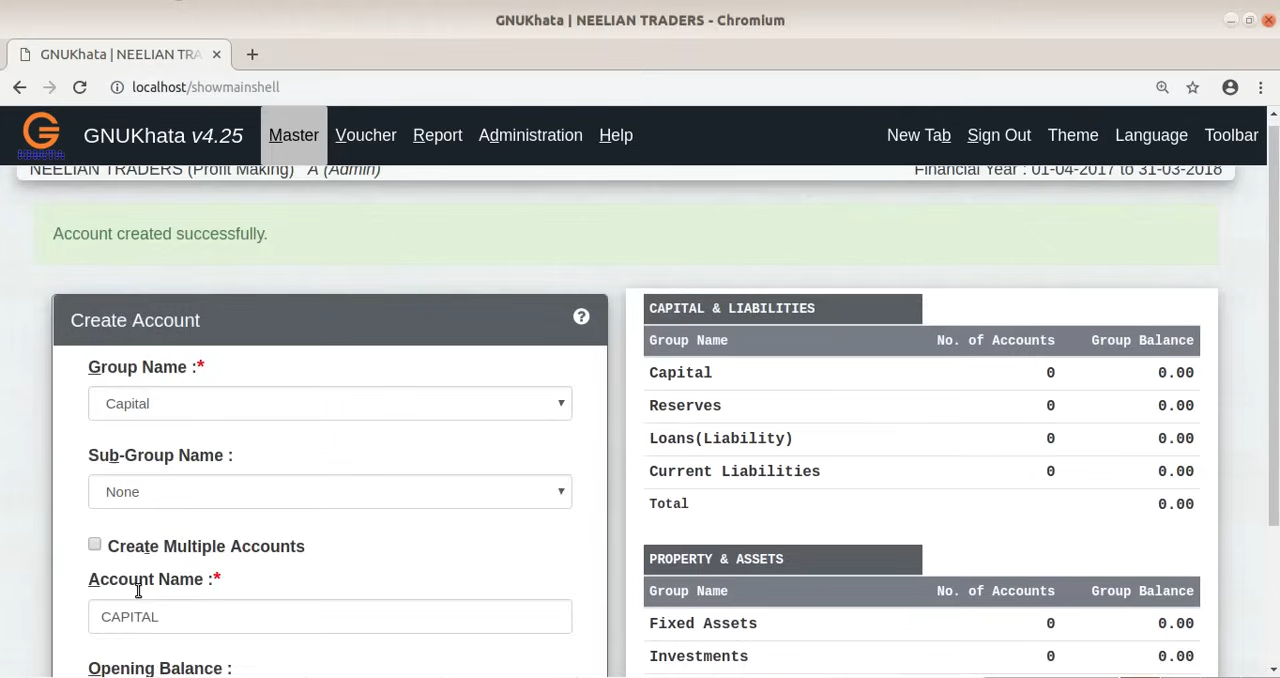 GNUKhata | NEELIAN TRADERS - Chromium
GNUKhata | NEELIAN TRA
localhost/showmainshell
GNUKhata v4.25 Master Voucher Report Administration Help New Tab Sign Out Theme Language Toolbar
NEELIAN TRADERS (Profit Making) A (Admin) Financial Year : 01-04-2017 to 31-03-2018
Account created successfully.
Create Account
Group Name :*
Capital
Sub-Group Name :
None
Create Multiple Accounts
Account Name :*
CAPITAL
Opening Balance :
CAPITAL & LIABILITIES
Group Name No. of Accounts Group Balance
Capital 0 0.00
Reserves 0 0.00
Loans(Liability) 0 0.00
Current Liabilities 0 0.00
Total 0.00
PROPERTY & ASSETS
Group Name No. of Accounts Group Balance
Fixed Assets 0 0.00
Investments 0 0.00